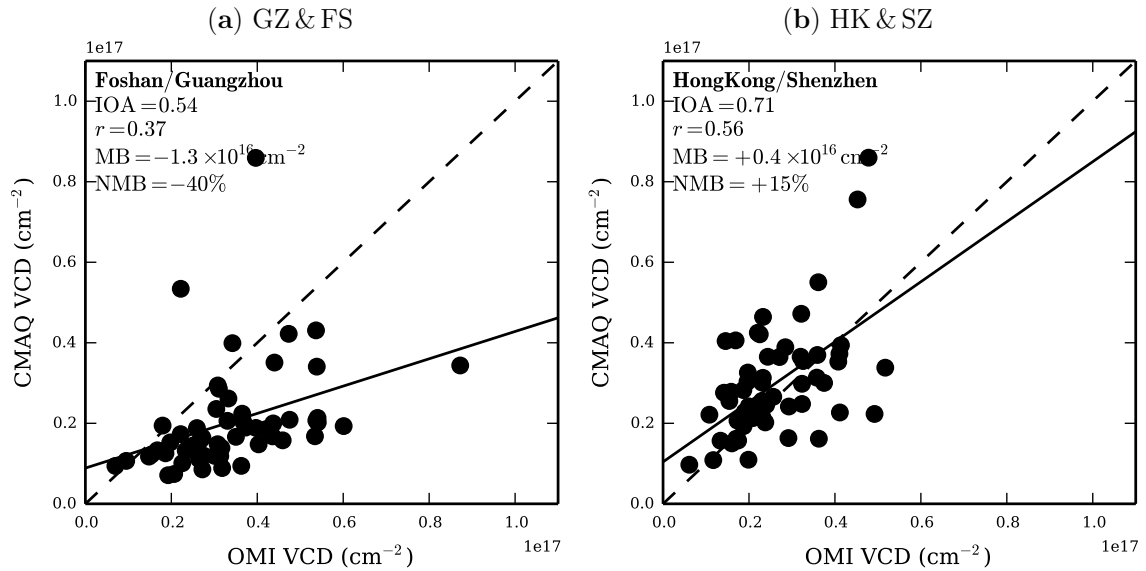 (a) GZ & FS
1e17
Foshan/Guangzhou
IOA =0.54
r =0.37
MB =−1.3 ×10¹⁶ cm⁻²
NMB =−40%
1.0
0.8
0.6
0.4
0.2
0.0
CMAQ VCD (cm⁻²)
0.0 0.2 0.4 0.6 0.8 1.0
1e17
OMI VCD (cm⁻²)
(b) HK & SZ
1e17
HongKong/Shenzhen
IOA =0.71
r =0.56
MB = +0.4 ×10¹⁶ cm⁻²
NMB = +15%
1.0
0.8
0.6
0.4
0.2
0.0
CMAQ VCD (cm⁻²)
0.0 0.2 0.4 0.6 0.8 1.0
1e17
OMI VCD (cm⁻²)